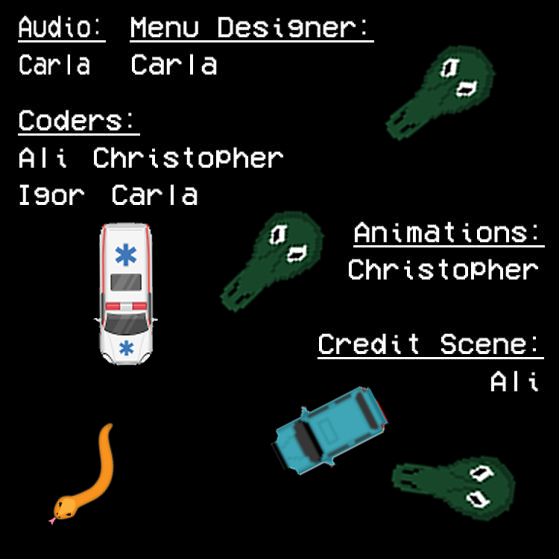 Audio: Menu Designer:
Carla Carla
Coders:
Ali Christopher
Igor Carla
Animations:
Christopher
Credit Scene:
Ali